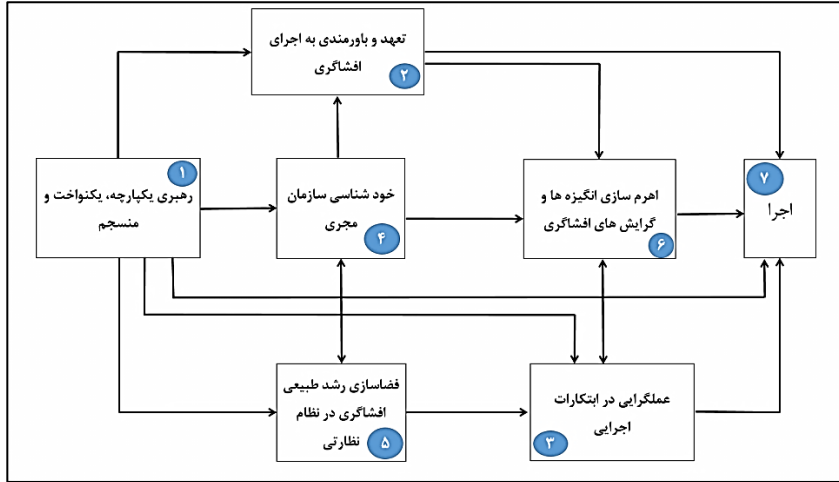 تعهد و باورمندی به اجرای
افشاگری
۲
۱
رهبری یکپارچه، یکنواخت و
منسجم
خود شناسی سازمان
مجری
۴
اهرم سازی انگیزه ها و
گرایش های افشاگری
۶
۷
اجرا
فضاسازی رشد طبیعی
افشاگری در نظام
نظارتی
۵
عملگرایی در ابتکارات
اجرایی
۳